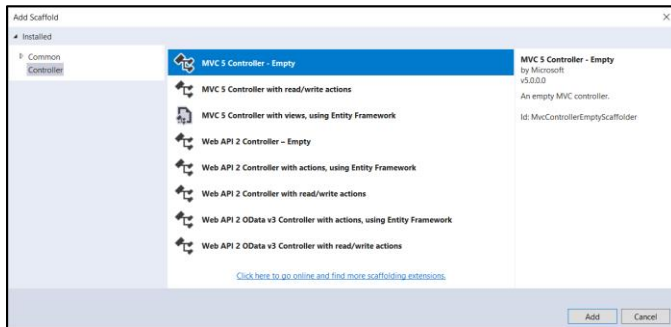 Add Scaffold
Installed
Common
Controller
MVC 5 Controller - Empty
MVC 5 Controller with read/write actions
MVC 5 Controller with views, using Entity Framework
Web API 2 Controller – Empty
Web API 2 Controller with actions, using Entity Framework
Web API 2 Controller with read/write actions
Web API 2 OData v3 Controller with actions, using Entity Framework
Web API 2 OData v3 Controller with read/write actions
Click here to go online and find more scaffolding extensions.
MVC 5 Controller - Empty
by Microsoft
v5.0.0.0
An empty MVC controller.
Id: MvcControllerEmptyScaffolder
Add
Cancel